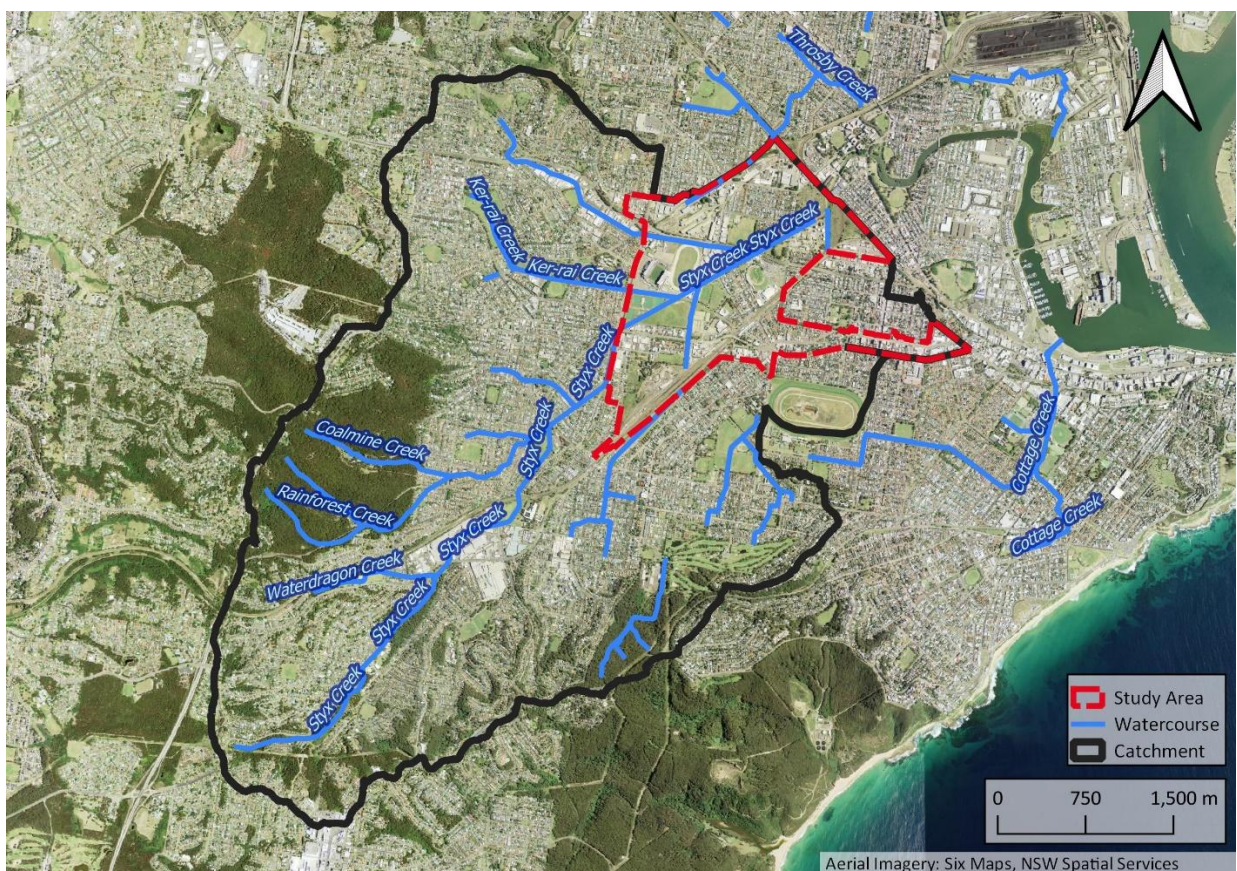 Throsby Creek
Ker-rai Creek
Ker-rai Creek
Styx Creek Styx Creek
Styx Creek
Coalmine Creek
Styx Creek
Rainforest Creek
Cottage Creek
Cottage Creek
Styx Creek
Waterdragon Creek
Styx Creek
Styx Creek
Study Area
Watercourse
Catchment
0 750 1,500 m
Aerial Imagery: Six Maps, NSW Spatial Services